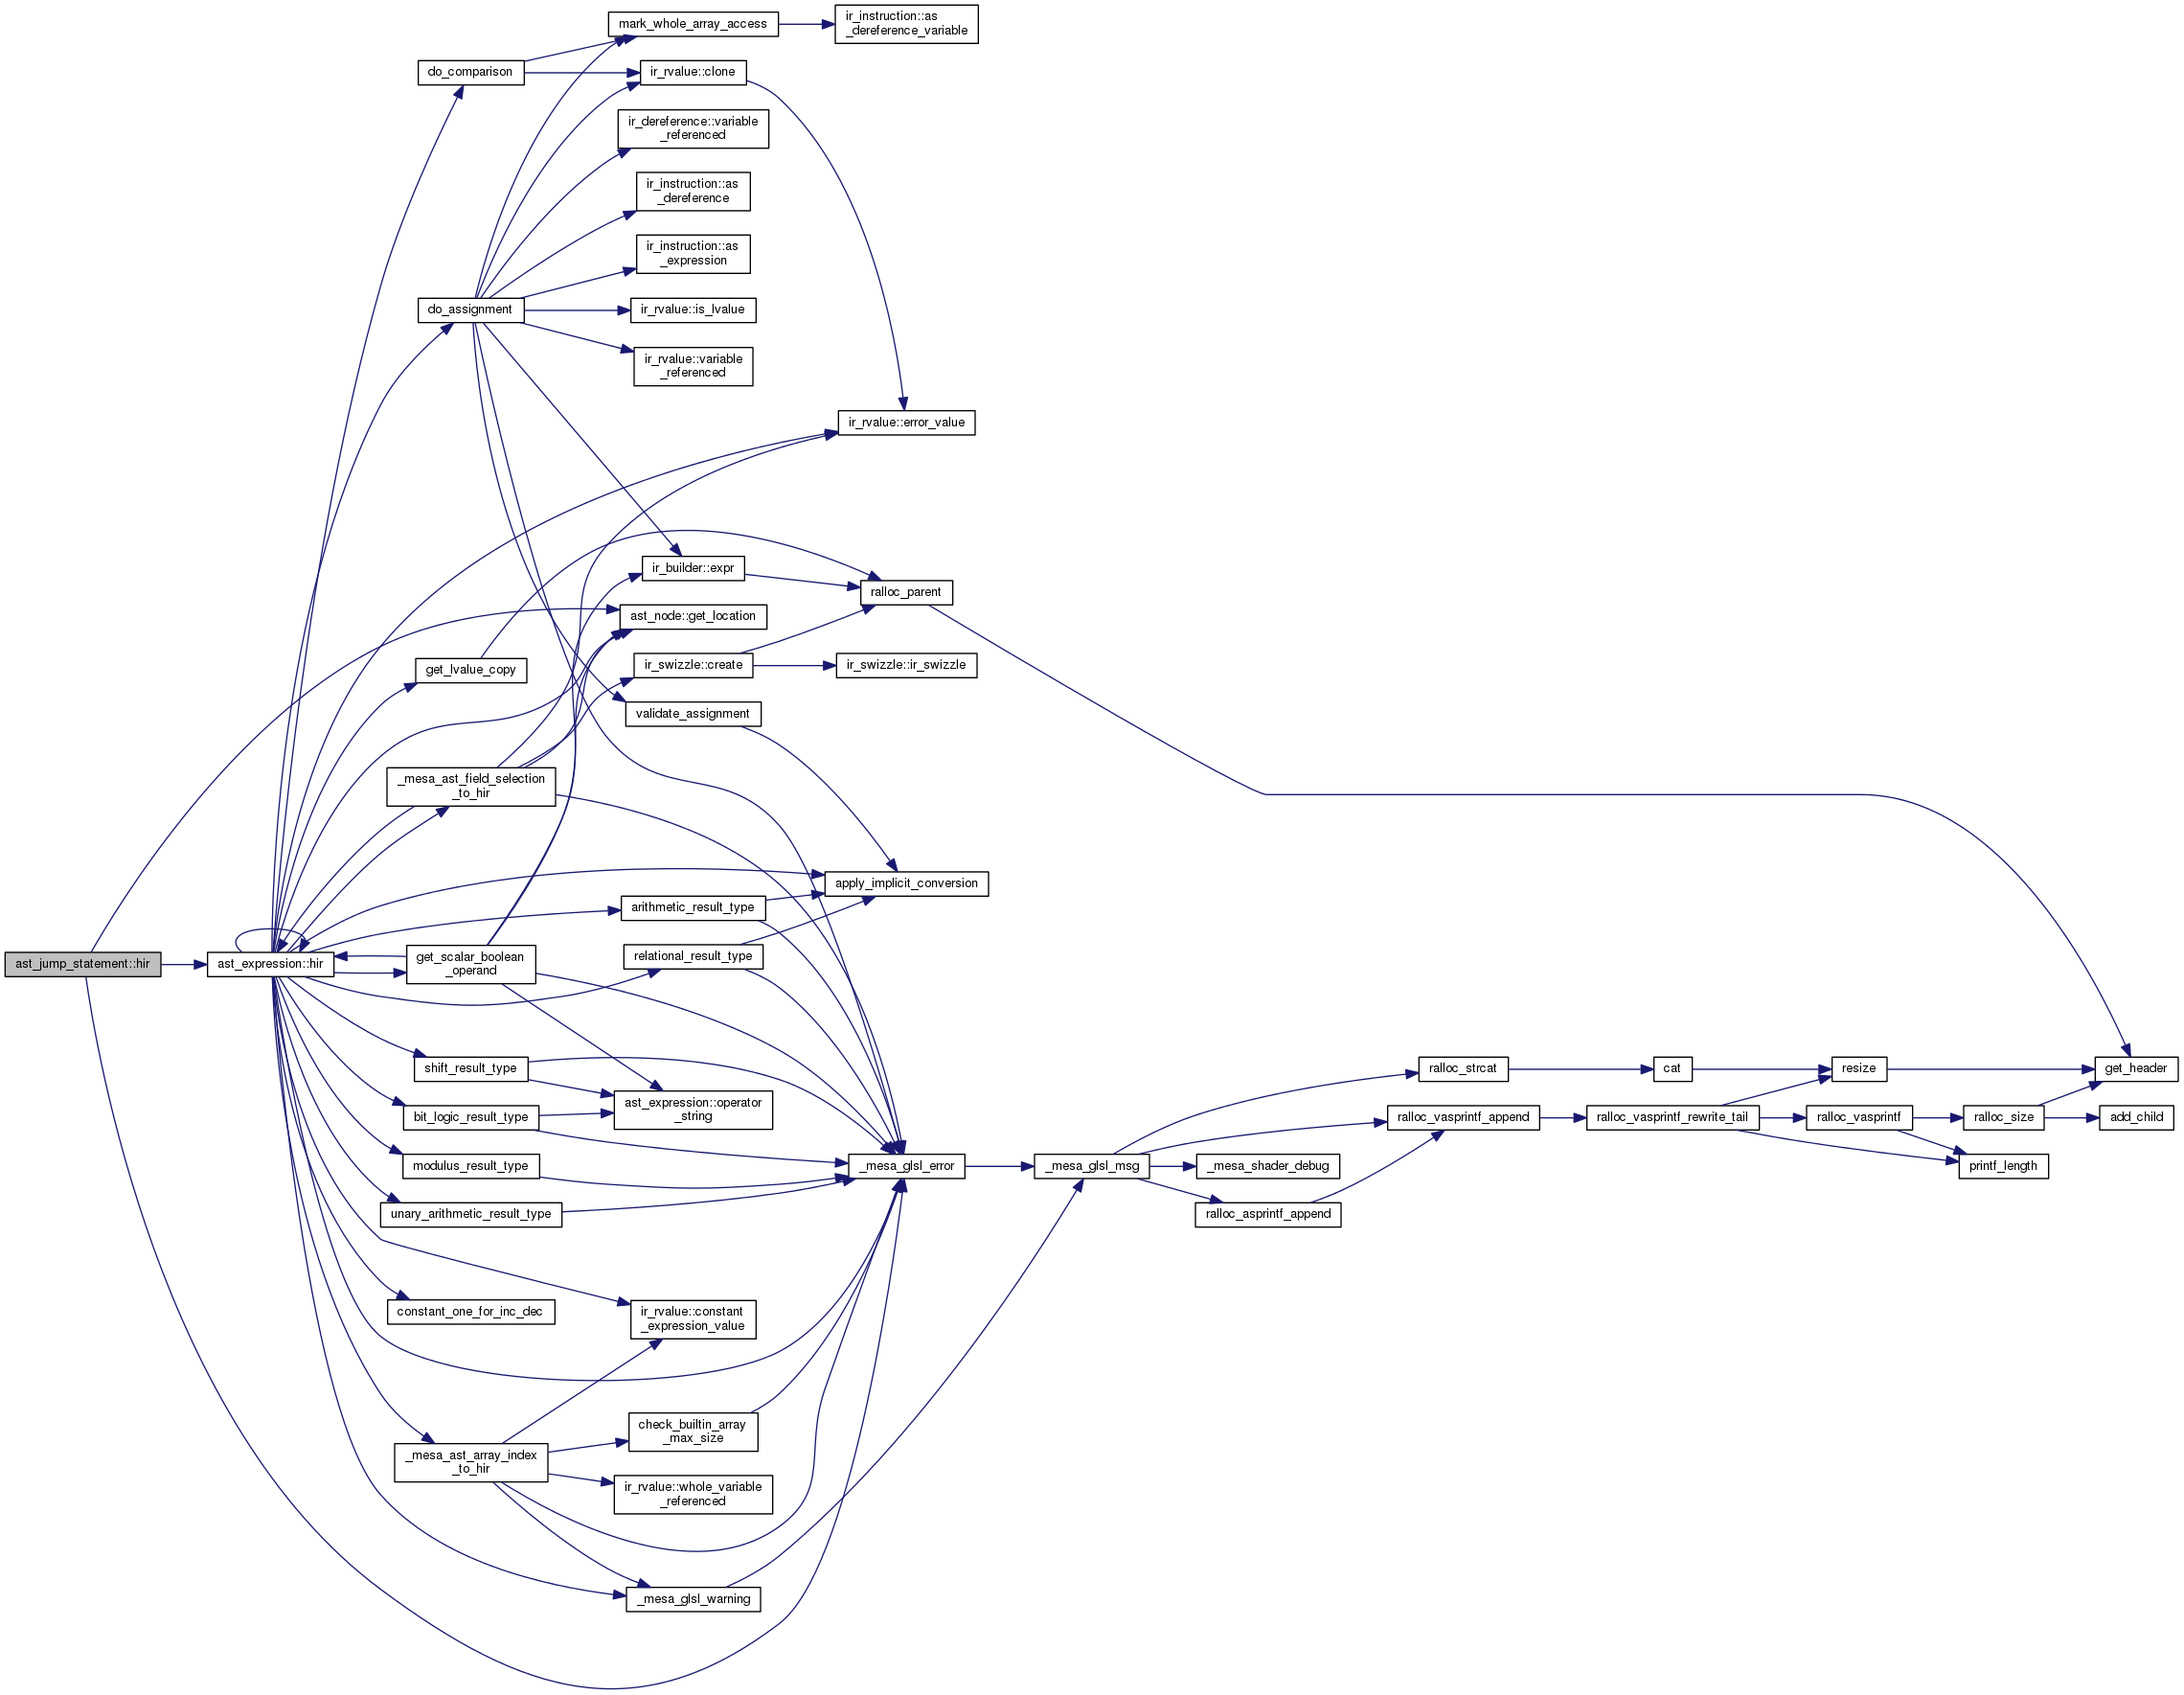 mark_whole_array_access
ir_instruction::as
_dereference_variable
do_comparison
ir_rvalue::clone
ir_dereference::variable
_referenced
ir_instruction::as
_dereference
ir_instruction::as
_expression
do_assignment
ir_rvalue::is_lvalue
ir_rvalue::variable
_referenced
ir_rvalue::error_value
ir_builder::expr
ralloc_parent
ast_node::get_location
get_lvalue_copy
ir_swizzle::create
ir_swizzle::ir_swizzle
validate_assignment
_mesa_ast_field_selection
_to_hir
apply_implicit_conversion
arithmetic_result_type
ast_jump_statement::hir
ast_expression::hir
get_scalar_boolean
_operand
relational_result_type
shift_result_type
ralloc_strcat
cat
resize
get_header
ast_expression::operator
_string
bit_logic_result_type
ralloc_vasprintf_append
ralloc_vasprintf_rewrite_tail
ralloc_vasprintf
ralloc_size
add_child
modulus_result_type
_mesa_glsl_error
_mesa_glsl_msg
_mesa_shader_debug
printf_length
unary_arithmetic_result_type
ralloc_asprintf_append
constant_one_for_inc_dec
ir_rvalue::constant
_expression_value
check_builtin_array
_max_size
_mesa_ast_array_index
_to_hir
ir_rvalue::whole_variable
_referenced
_mesa_glsl_warning